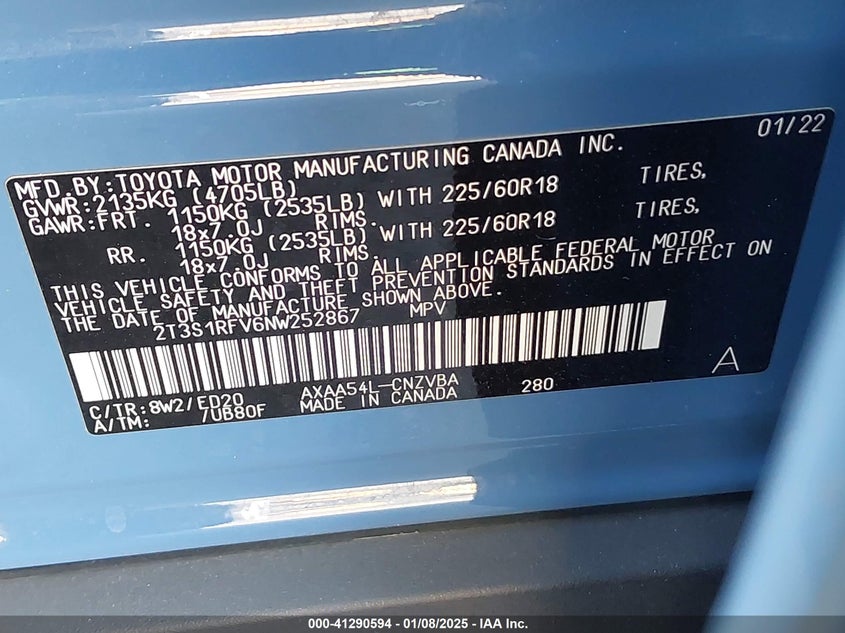 01/22
MFD.BY:TOYOTA MOTOR MANUFACTURING CANADA INC.
GVWR:2135KG (4705LB)
GAWR:FRT. 1150KG (2535LB) WITH 225/60R18 TIRES,
18x7.0J RIMS.
RR. 1150KG (2535LB) WITH 225/60R18 TIRES,
18x7.0J RIMS.
THIS VEHICLE CONFORMS TO ALL APPLICABLE FEDERAL MOTOR
VEHICLE SAFETY AND THEFT PREVENTION STANDARDS IN EFFECT ON
THE DATE OF MANUFACTURE SHOWN ABOVE.
2T3S1RFV6NW252867 MPV
A
C/TR:8W2/ED20 AXAA54L-CNZVBA 280
A/TM: 7UB80F MADE IN CANADA
000-41290594 - 01/08/2025 - IAA Inc.